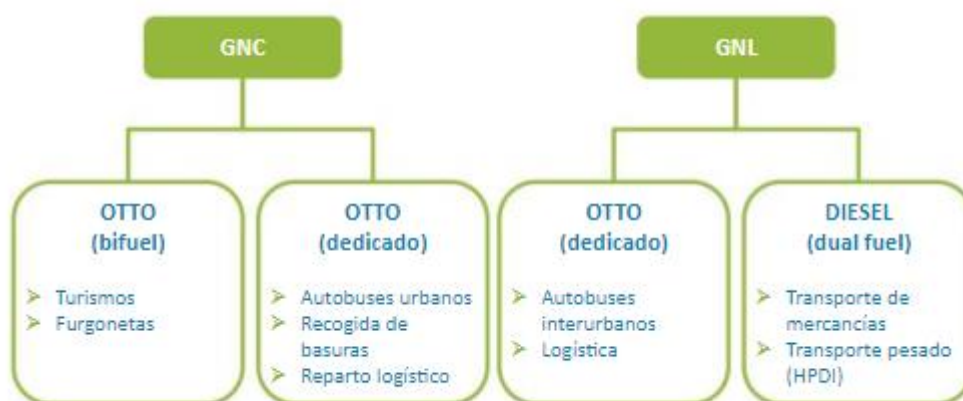 GNC
GNL
OTTO
(bifuel)
Turismos
Furgonetas
OTTO
(dedicado)
Autobuses urbanos
Recogida de
basuras
Reparto logístico
OTTO
(dedicado)
Autobuses
interurbanos
Logística
DIESEL
(dual fuel)
Transporte de
mercancías
Transporte pesado
(HPDI)